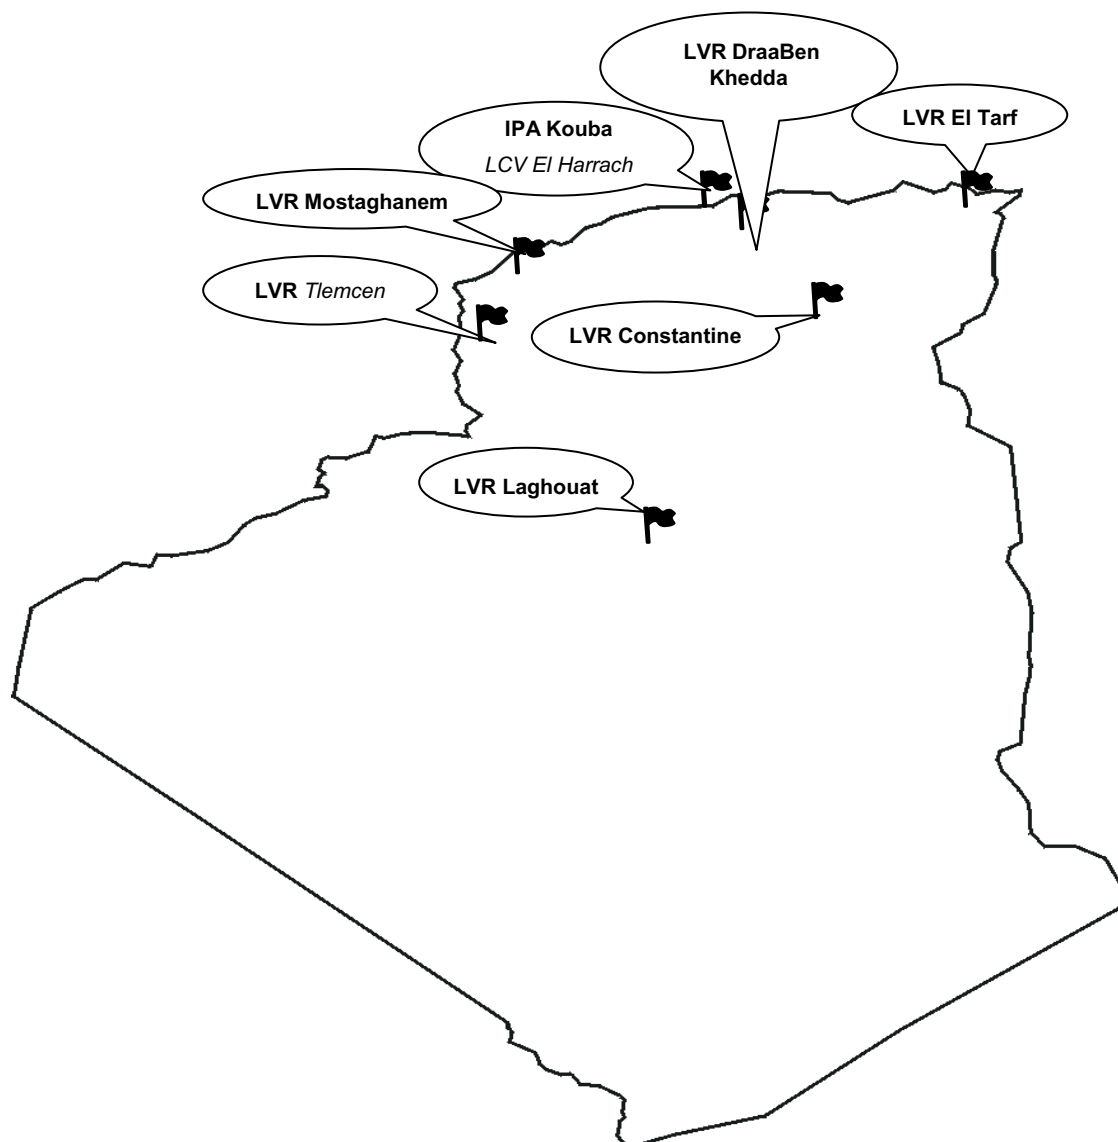 LVR DraaBen
Khedda
LVR El Tarf
IPA Kouba
LCV El Harrach
LVR Mostaghanem
LVR Tlemcen
LVR Constantine
LVR Laghouat